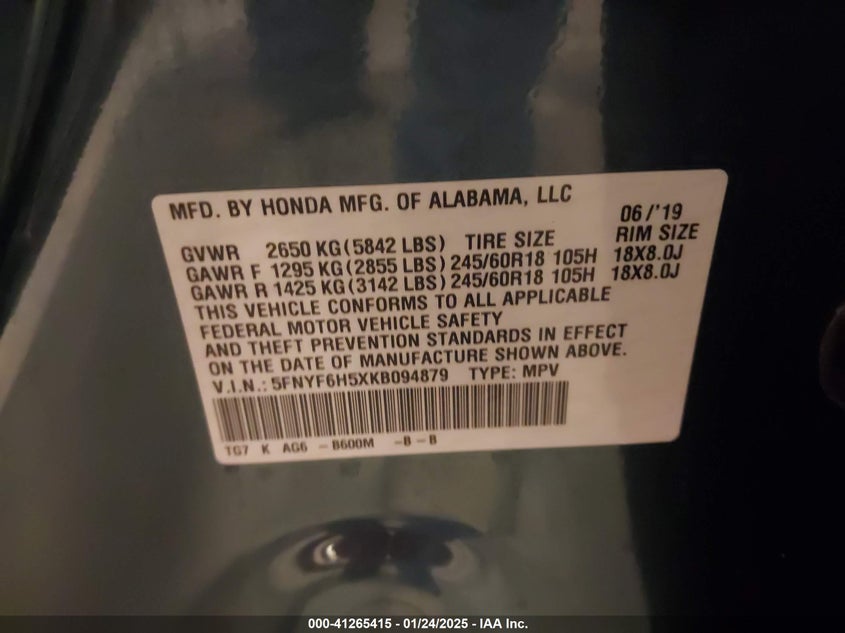 MFD. BY HONDA MFG. OF ALABAMA, LLC 06/'19
GVWR 2650 KG(5842 LBS) TIRE SIZE RIM SIZE
GAWR F 1295 KG(2855 LBS) 245/60R18 105H 18X8.0J
GAWR R 1425 KG(3142 LBS) 245/60R18 105H 18X8.0J
THIS VEHICLE CONFORMS TO ALL APPLICABLE
FEDERAL MOTOR VEHICLE SAFETY
AND THEFT PREVENTION STANDARDS IN EFFECT
ON THE DATE OF MANUFACTURE SHOWN ABOVE.
V.I.N.: 5FNYF6H5XKB094879 TYPE: MPV
TG7 K AG6 -B600M -B-B
000-41265415 - 01/24/2025 - IAA Inc.